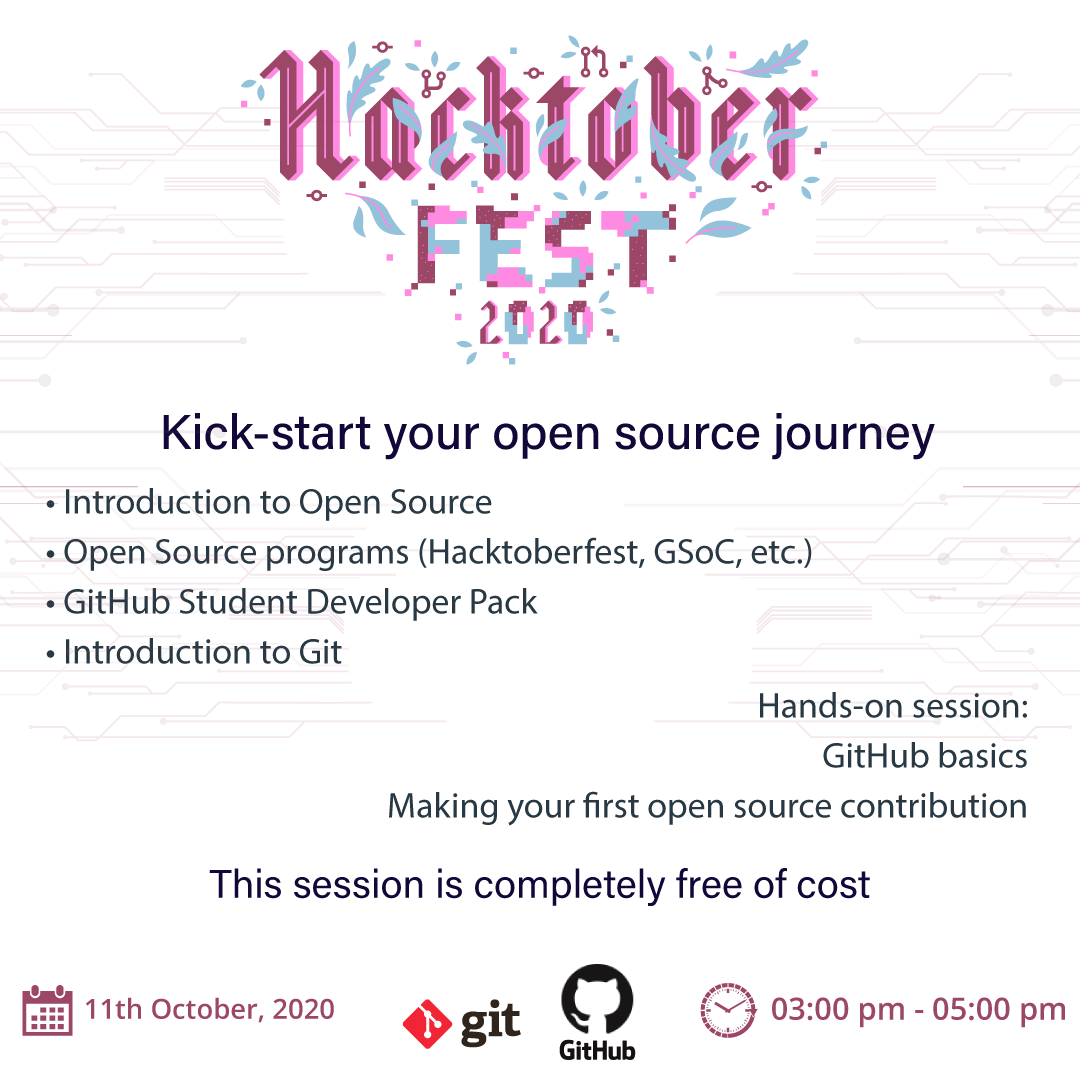 Hacktober
FEST
2020
Kick-start your open source journey
• Introduction to Open Source
• Open Source programs (Hacktoberfest, GSoC, etc.)
• GitHub Student Developer Pack
• Introduction to Git
Hands-on session:
GitHub basics
Making your first open source contribution
This session is completely free of cost
11th October, 2020
git
GitHub
03:00 pm - 05:00 pm